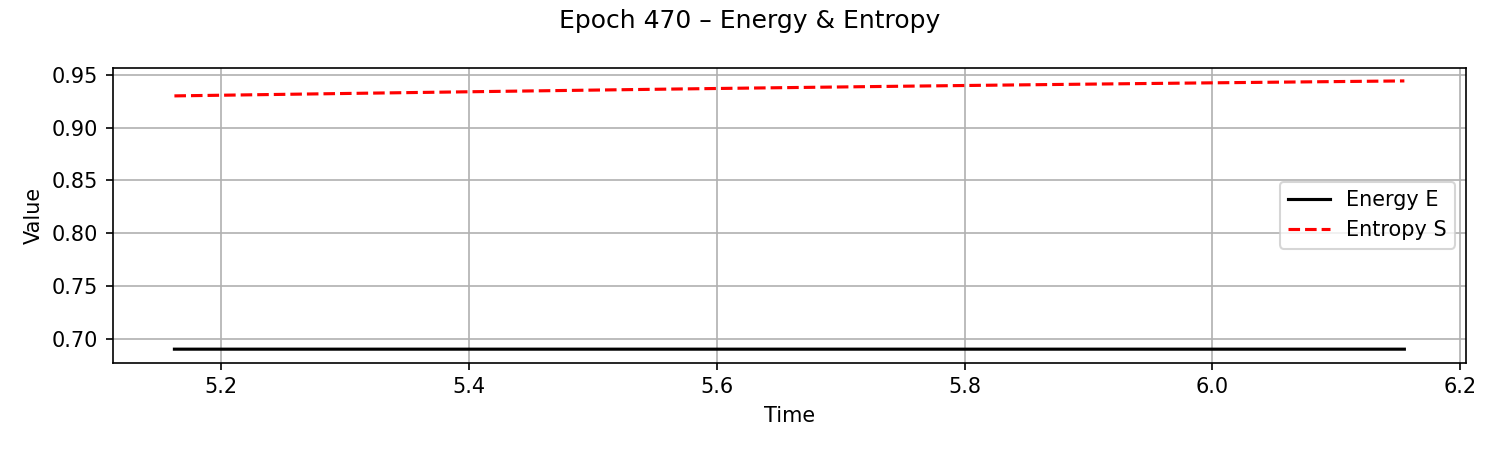 Epoch 470 – Energy & Entropy
0.95
0.90
0.85
0.80
0.75
0.70
Value
Energy E
Entropy S
5.2 5.4 5.6 5.8 6.0 6.2
Time